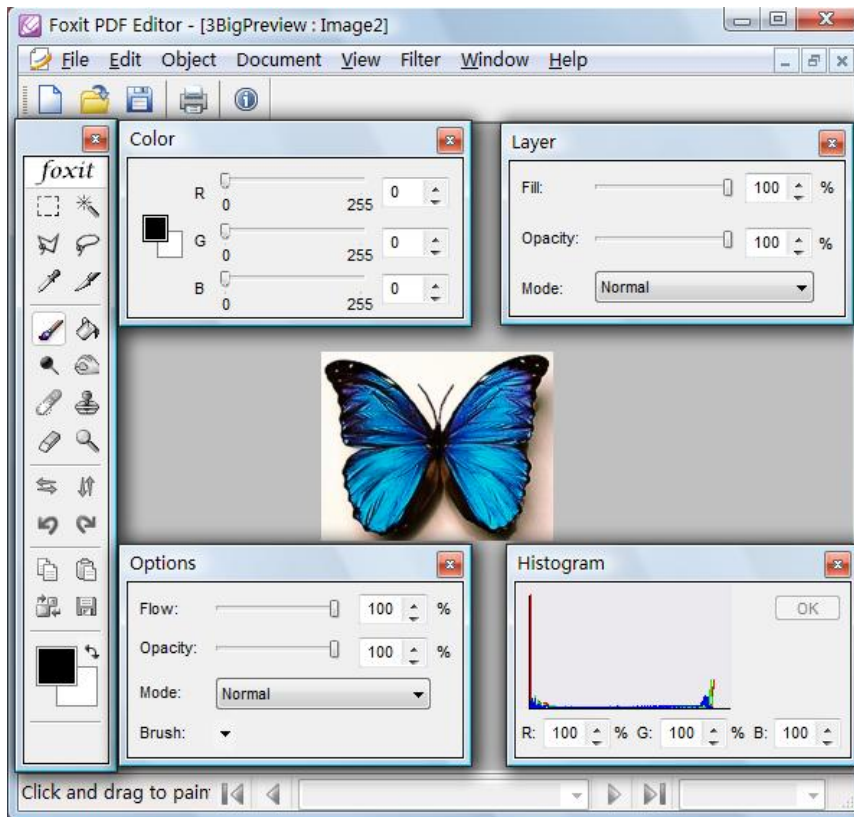 Foxit PDF Editor - [3BigPreview : Image2]
File Edit Object Document View Filter Window Help
foxit
Color
R 0 255 0
G 0 255 0
B 0 255 0
Layer
Fill: 100 %
Opacity: 100 %
Mode: Normal
Options
Flow: 100 %
Opacity: 100 %
Mode: Normal
Brush:
Histogram
OK
R: 100 % G: 100 % B: 100
Click and drag to pain